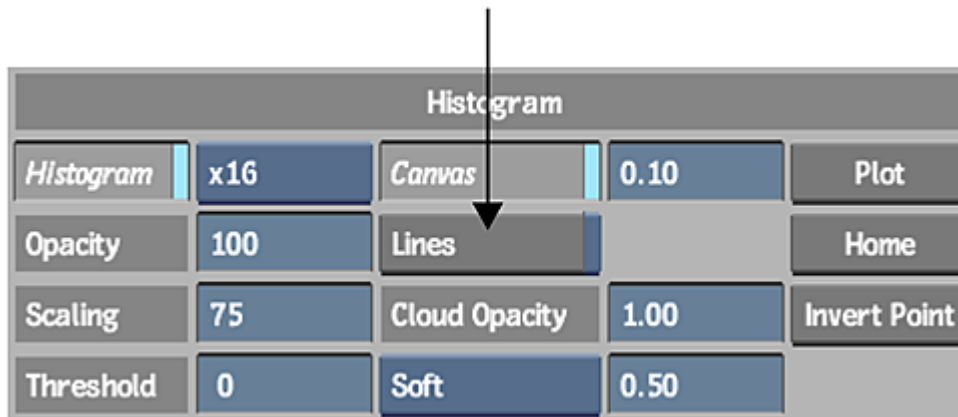 Histogram
Histogram x16 Canvas 0.10 Plot
Opacity 100 Lines Home
Scaling 75 Cloud Opacity 1.00 Invert Point
Threshold 0 Soft 0.50